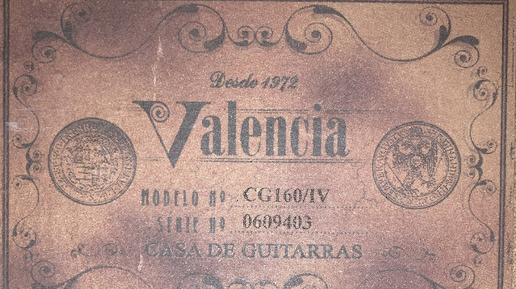 Desde 1972
Valencia
MODELO Nº CG160/IV
SERIE Nº 0609403
CASA DE GUITARRAS